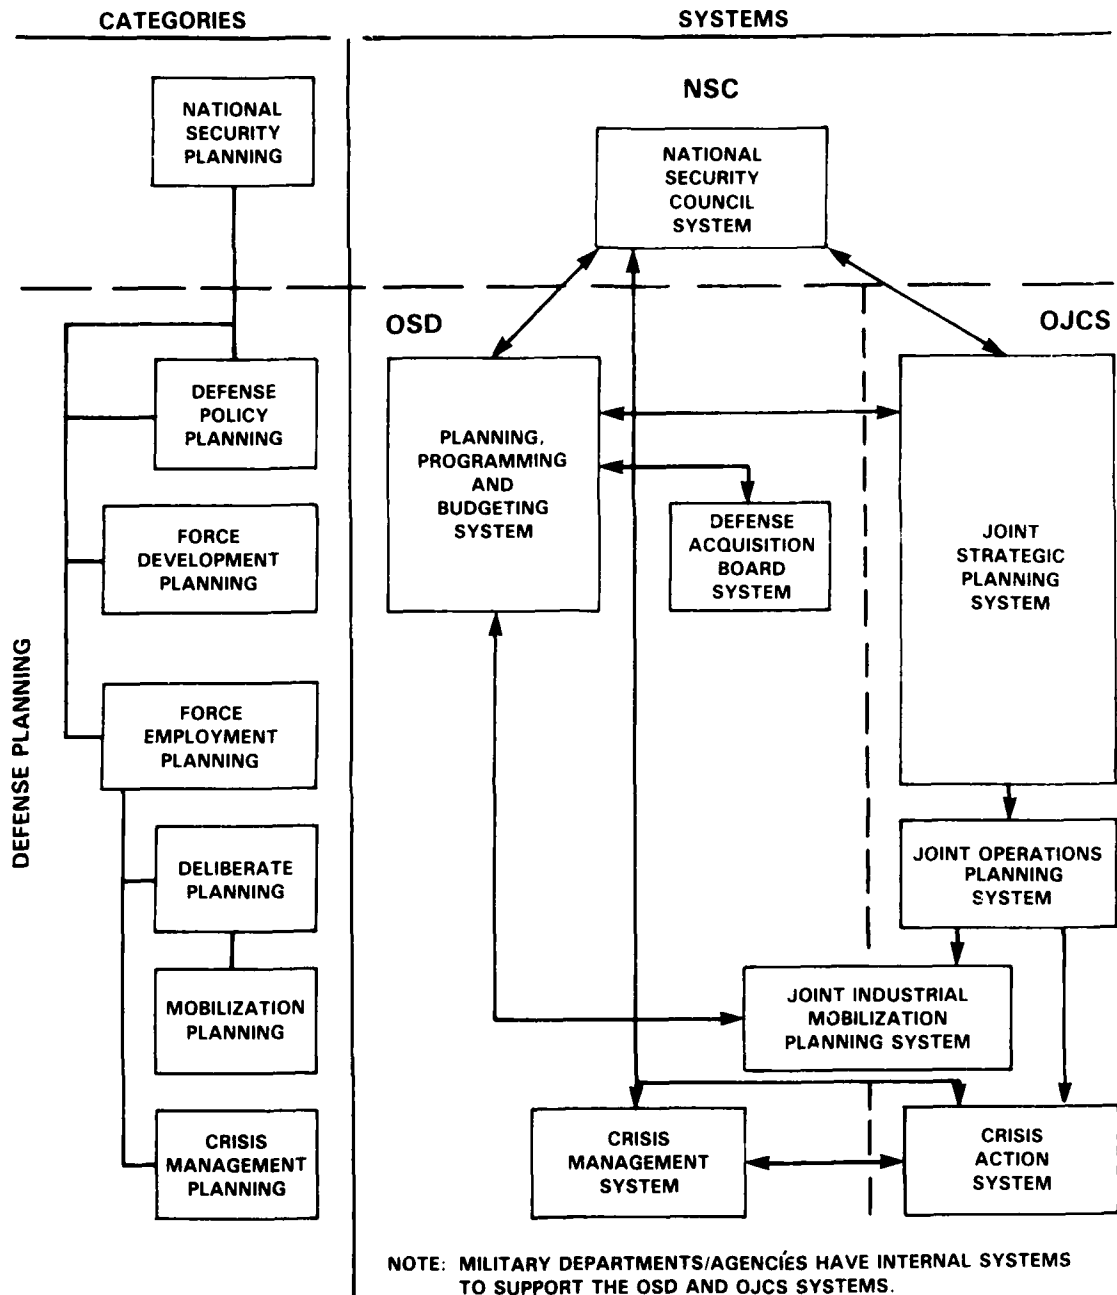 CATEGORIES
SYSTEMS
NATIONAL
SECURITY
PLANNING
NSC
NATIONAL
SECURITY
COUNCIL
SYSTEM
DEFENSE PLANNING
DEFENSE
POLICY
PLANNING
FORCE
DEVELOPMENT
PLANNING
FORCE
EMPLOYMENT
PLANNING
DELIBERATE
PLANNING
MOBILIZATION
PLANNING
CRISIS
MANAGEMENT
PLANNING
OSD
OJCS
PLANNING,
PROGRAMMING
AND
BUDGETING
SYSTEM
DEFENSE
ACQUISITION
BOARD
SYSTEM
JOINT
STRATEGIC
PLANNING
SYSTEM
JOINT OPERATIONS
PLANNING
SYSTEM
JOINT INDUSTRIAL
MOBILIZATION
PLANNING SYSTEM
CRISIS
MANAGEMENT
SYSTEM
CRISIS
ACTION
SYSTEM
NOTE: MILITARY DEPARTMENTS/AGENCIES HAVE INTERNAL SYSTEMS
TO SUPPORT THE OSD AND OJCS SYSTEMS.